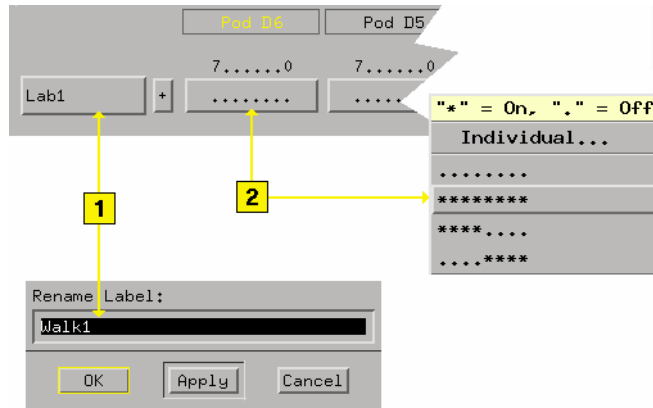 Pod D6 Pod D5
7......0 7......0
Lab1 + ........ .....
"*" = On, "." = Off
Individual...
........
********
****....
....****
1
2
Rename Label:
Walk1
OK Apply Cancel